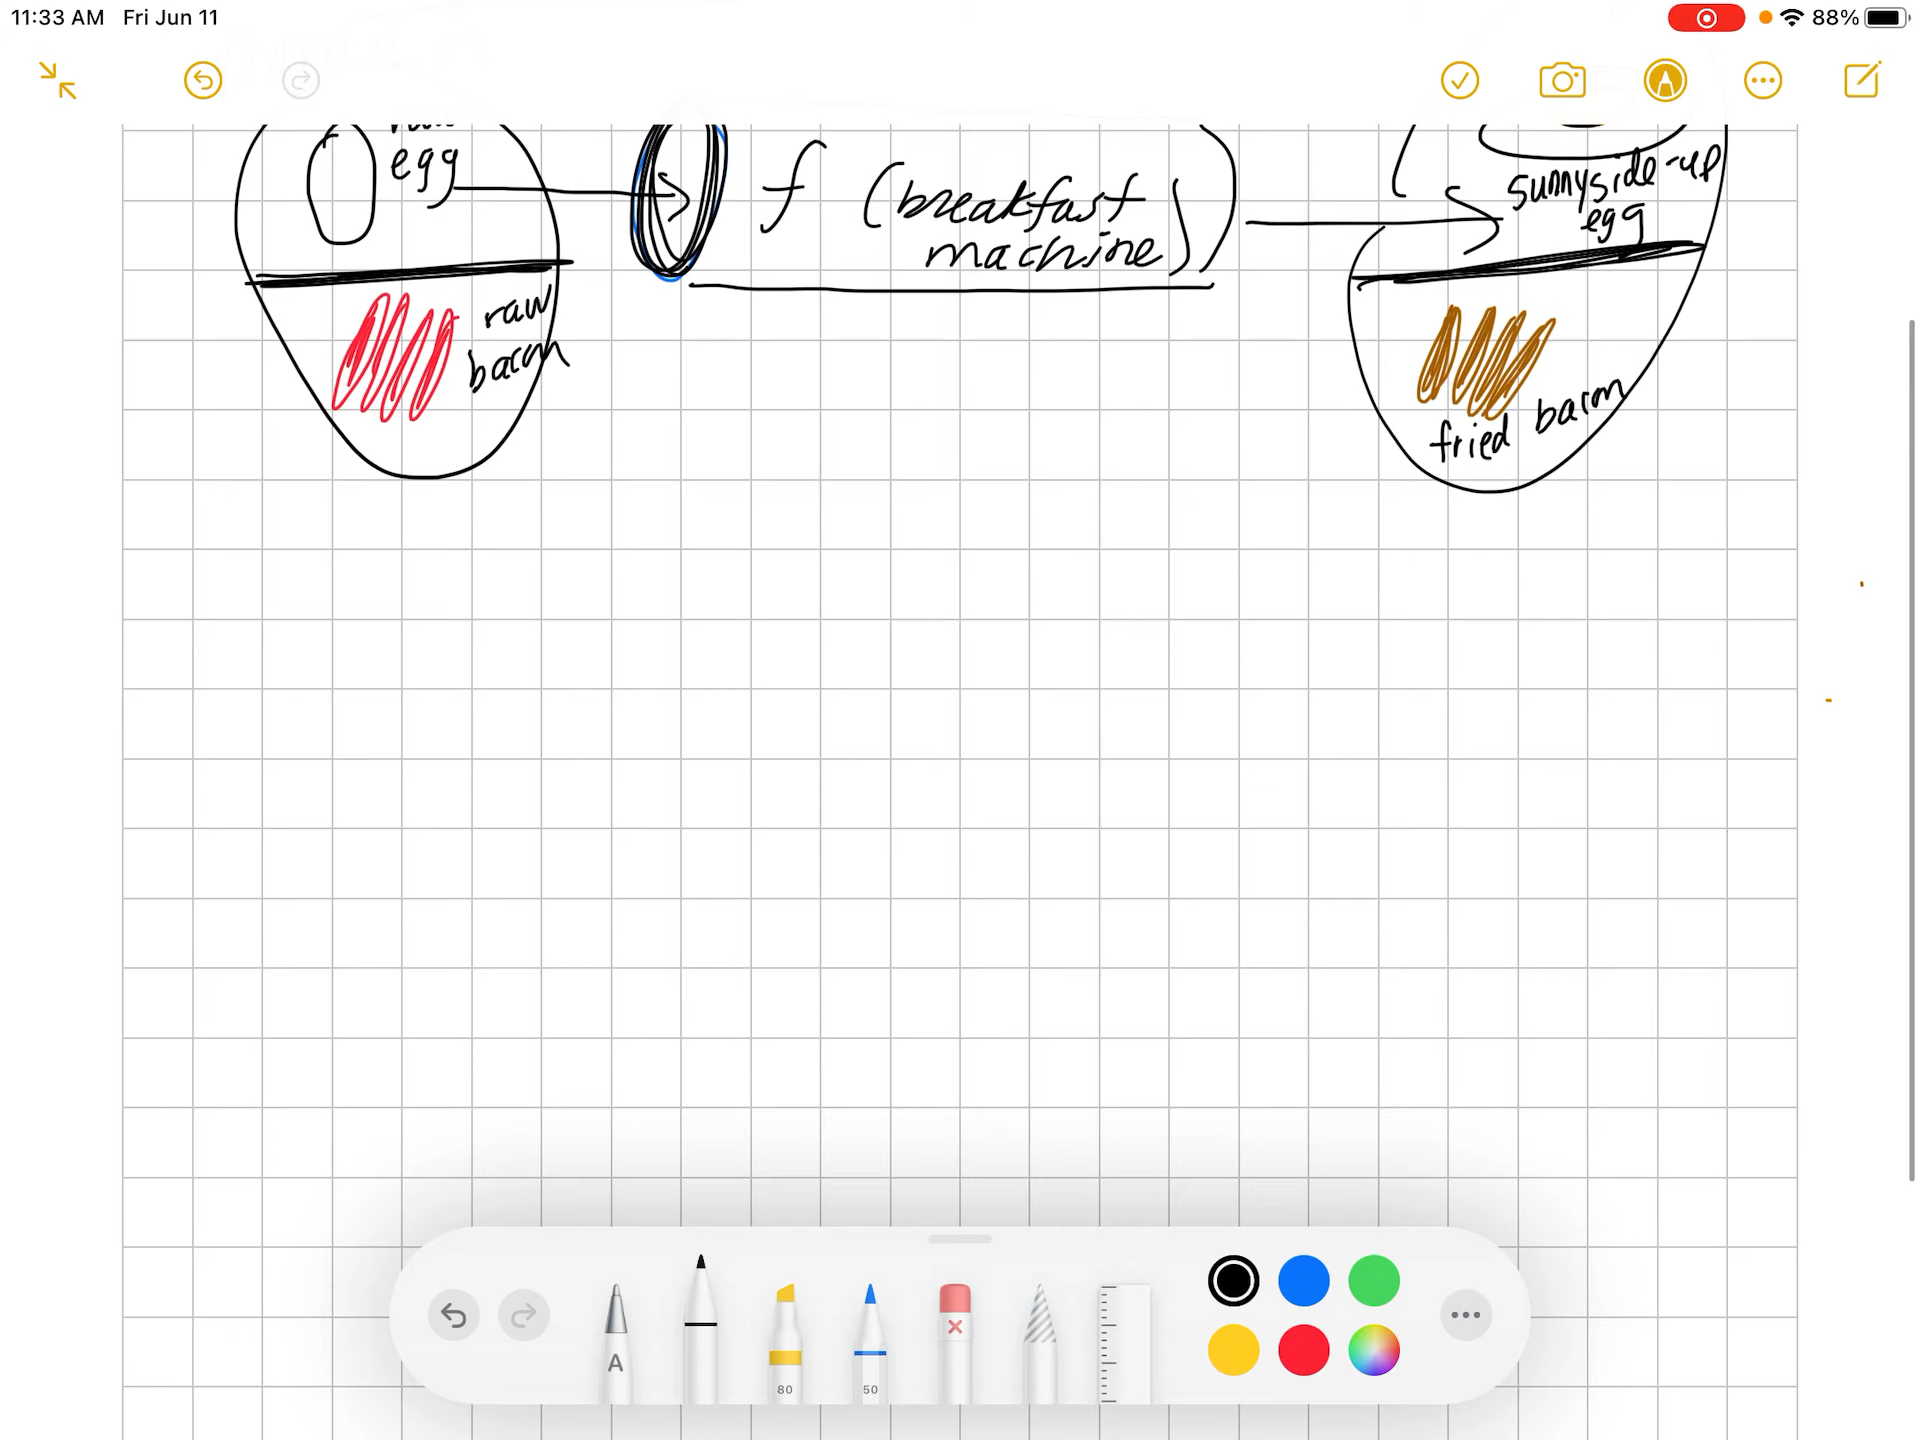 11:33 AM Fri Jun 11
88%
egg
f (breakfast
machine)
sunnyside-up
egg
raw
bacon
fried bacon
A
80
50